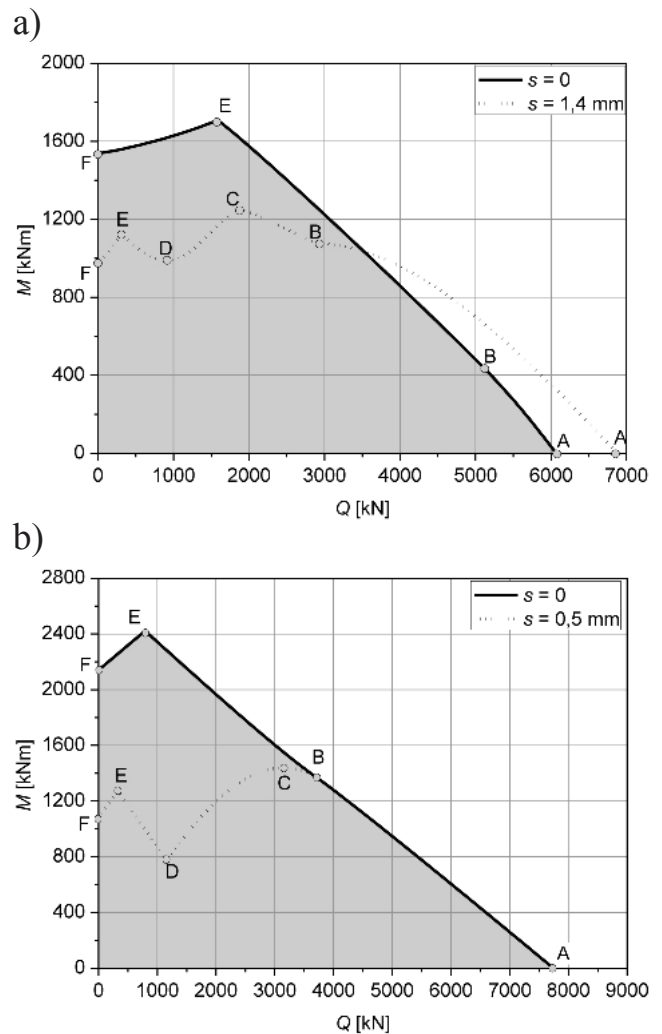 a)
2000
1600
1200
800
400
0
M [kNm]
s = 0
s = 1,4 mm
E
F
C
E
D
B
F
B
A
A
0 1000 2000 3000 4000 5000 6000 7000
Q [kN]
b)
2800
2400
2000
1600
1200
800
400
0
M [kNm]
s = 0
s = 0,5 mm
E
F
B
C
E
F
D
A
0 1000 2000 3000 4000 5000 6000 7000 8000 9000
Q [kN]